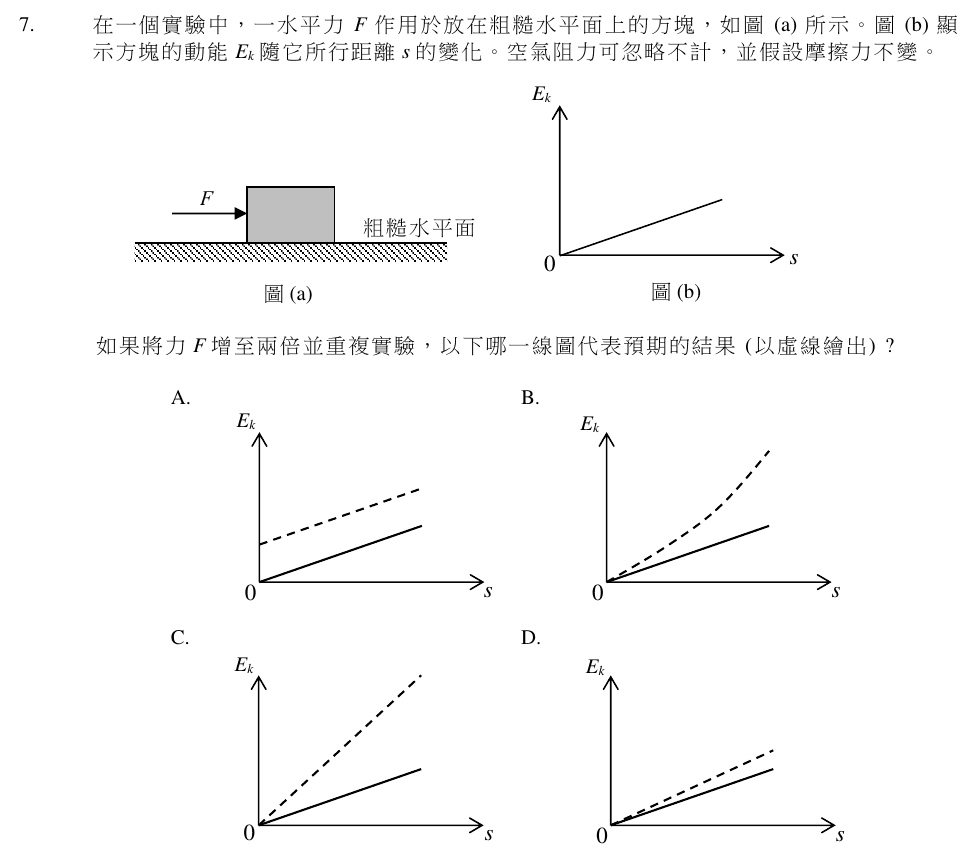 7. 在一個實驗中，一水平力 F 作用於放在粗糙水平面上的方塊，如圖 (a) 所示。圖 (b) 顯
示方塊的動能 Ek 隨它所行距離 s 的變化。空氣阻力可忽略不計，並假設摩擦力不變。
Ek
F
粗糙水平面
0
s
圖 (a)
圖 (b)
如果將力 F 增至兩倍並重複實驗，以下哪一線圖代表預期的結果 (以虛線繪出) ?
A.
Ek
0
s
B.
Ek
0
s
C.
Ek
0
s
D.
Ek
0
s